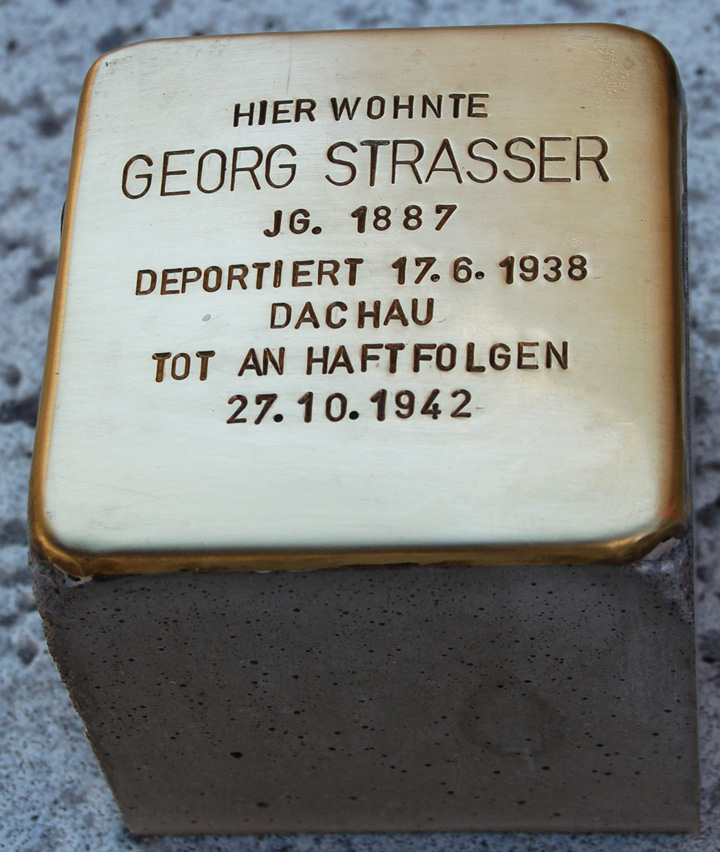 HIER WOHNTE
GEORG STRASSER
JG. 1887
DEPORTIERT 17.6.1938
DACHAU
TOT AN HAFTFOLGEN
27.10.1942